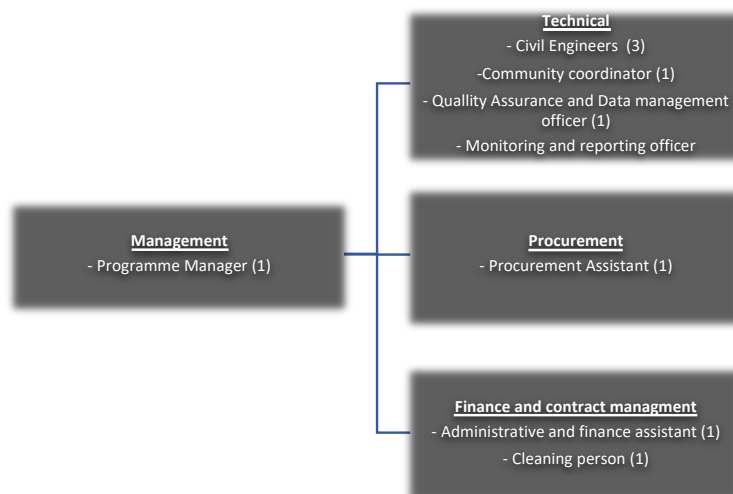 Technical
- Civil Engineers (3)
-Community coordinator (1)
- Quallity Assurance and Data management
officer (1)
- Monitoring and reporting officer
Management
- Programme Manager (1)
Procurement
- Procurement Assistant (1)
Finance and contract managment
- Administrative and finance assistant (1)
- Cleaning person (1)